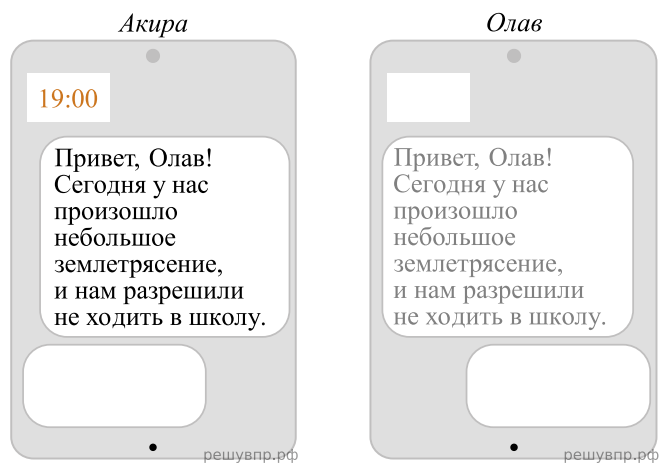 Акира
19:00
Привет, Олав!
Сегодня у нас
произошло
небольшое
землетрясение,
и нам разрешили
не ходить в школу.
решувпр.рф
Олав
Привет, Олав!
Сегодня у нас
произошло
небольшое
землетрясение,
и нам разрешили
не ходить в школу.
решувпр.рф